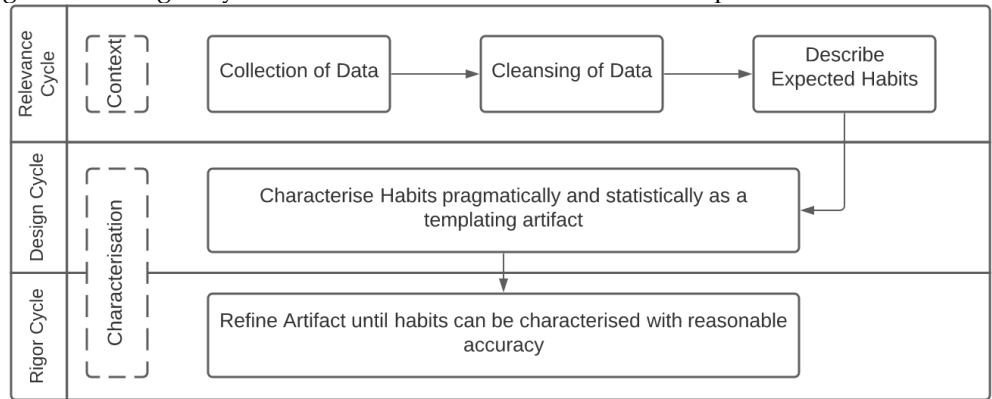 Relevance
Cycle
Context
Collection of Data
Cleansing of Data
Describe
Expected Habits
Design Cycle
Characterisation
Characterise Habits pragmatically and statistically as a
templating artifact
Rigor Cycle
Refine Artifact until habits can be characterised with reasonable
accuracy